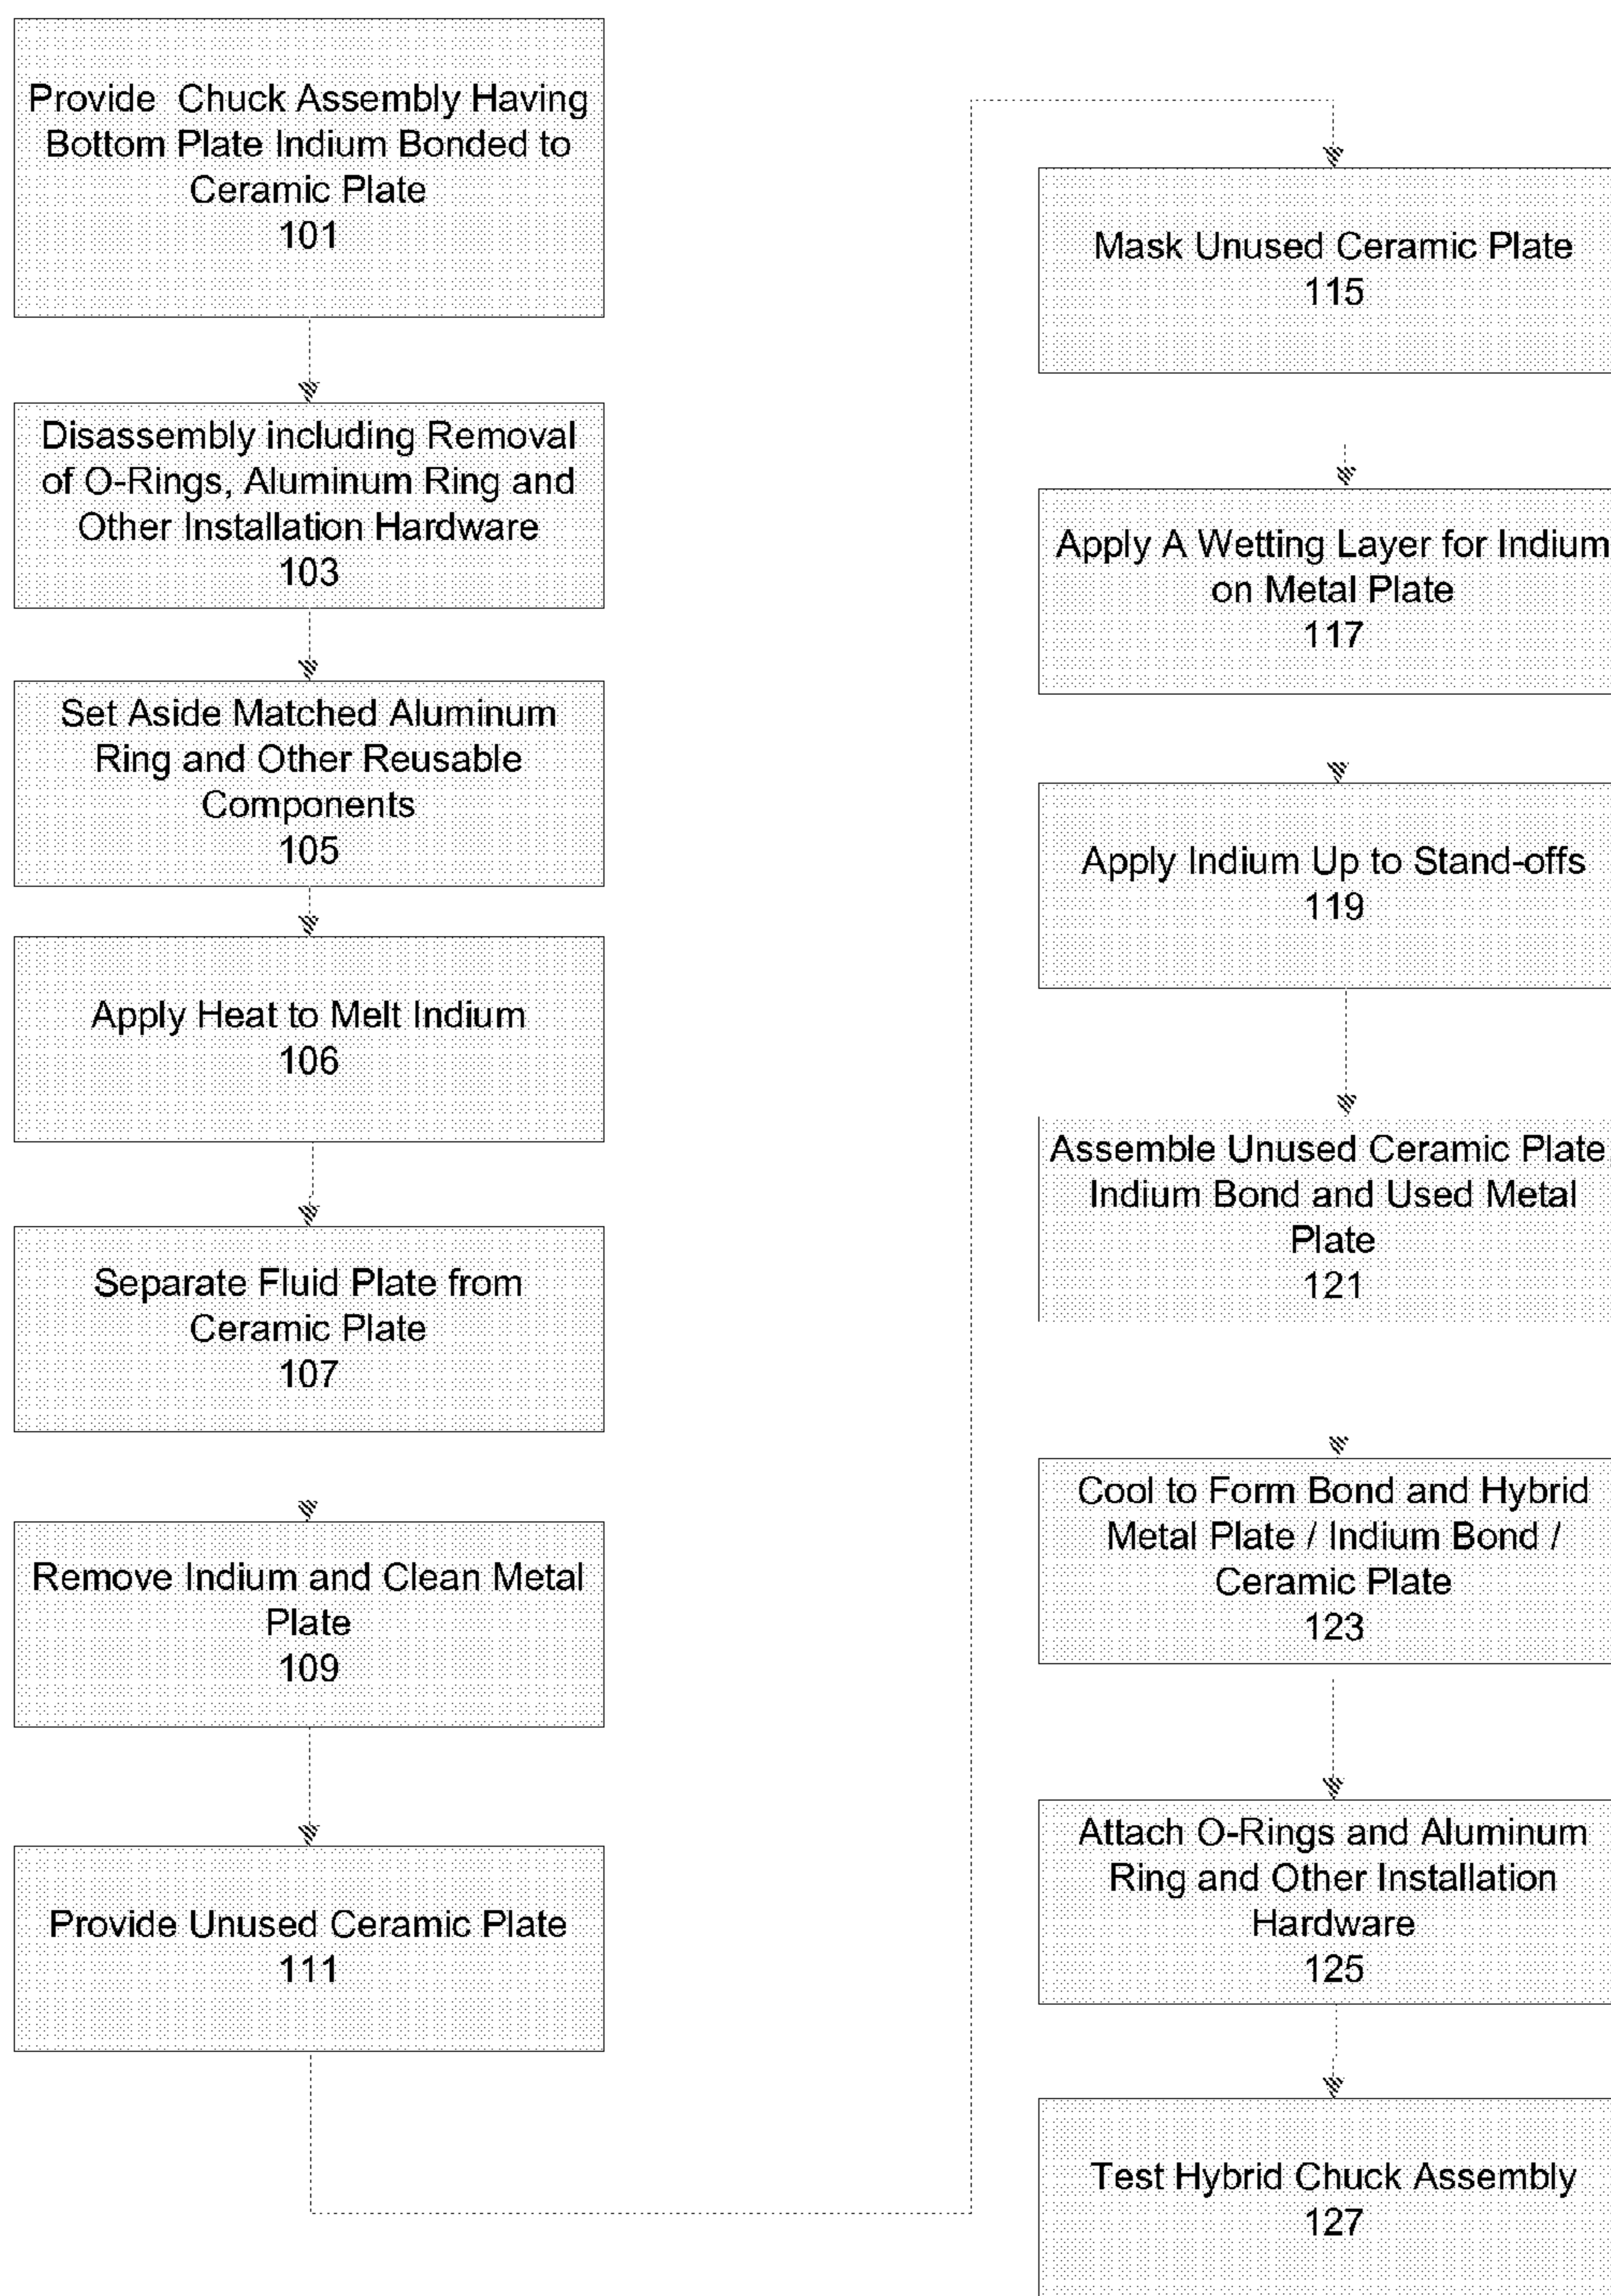 Provide Chuck Assembly Having
Bottom Plate Indium Bonded to
Ceramic Plate
101
Disassembly including Removal
of O-Rings, Aluminum Ring and
Other Installation Hardware
103
Set Aside Matched Aluminum
Ring and Other Reusable
Components
105
Apply Heat to Melt Indium
106
Separate Fluid Plate from
Ceramic Plate
107
Remove Indium and Clean Metal
Plate
109
Provide Unused Ceramic Plate
111
Mask Unused Ceramic Plate
115
Apply A Wetting Layer for Indium
on Metal Plate
117
Apply Indium Up to Stand-offs
119
Assemble Unused Ceramic Plate,
Indium Bond and Used Metal
Plate
121
Cool to Form Bond and Hybrid
Metal Plate / Indium Bond /
Ceramic Plate
123
Attach O-Rings and Aluminum
Ring and Other Installation
Hardware
125
Test Hybrid Chuck Assembly
127